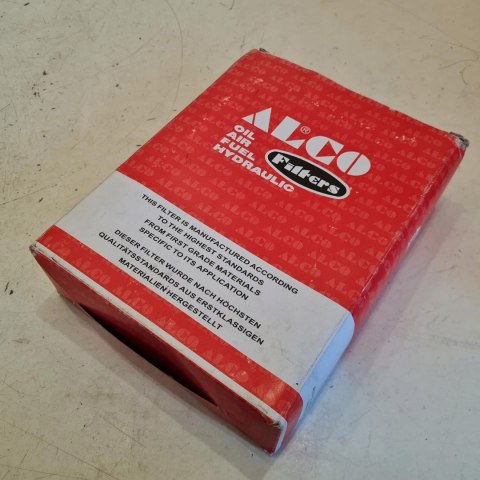 ALCO®
OIL
AIR
FUEL
HYDRAULIC
Filters
THIS FILTER IS MANUFACTURED ACCORDING
TO THE HIGHEST STANDARDS
FROM FIRST GRADE MATERIALS
SPECIFIC TO ITS APPLICATION
DIESER FILTER WURDE NACH HÖCHSTEN
QUALITÄTSSTANDARDS AUS ERSTKLASSIGEN
MATERIALIEN HERGESTELLT